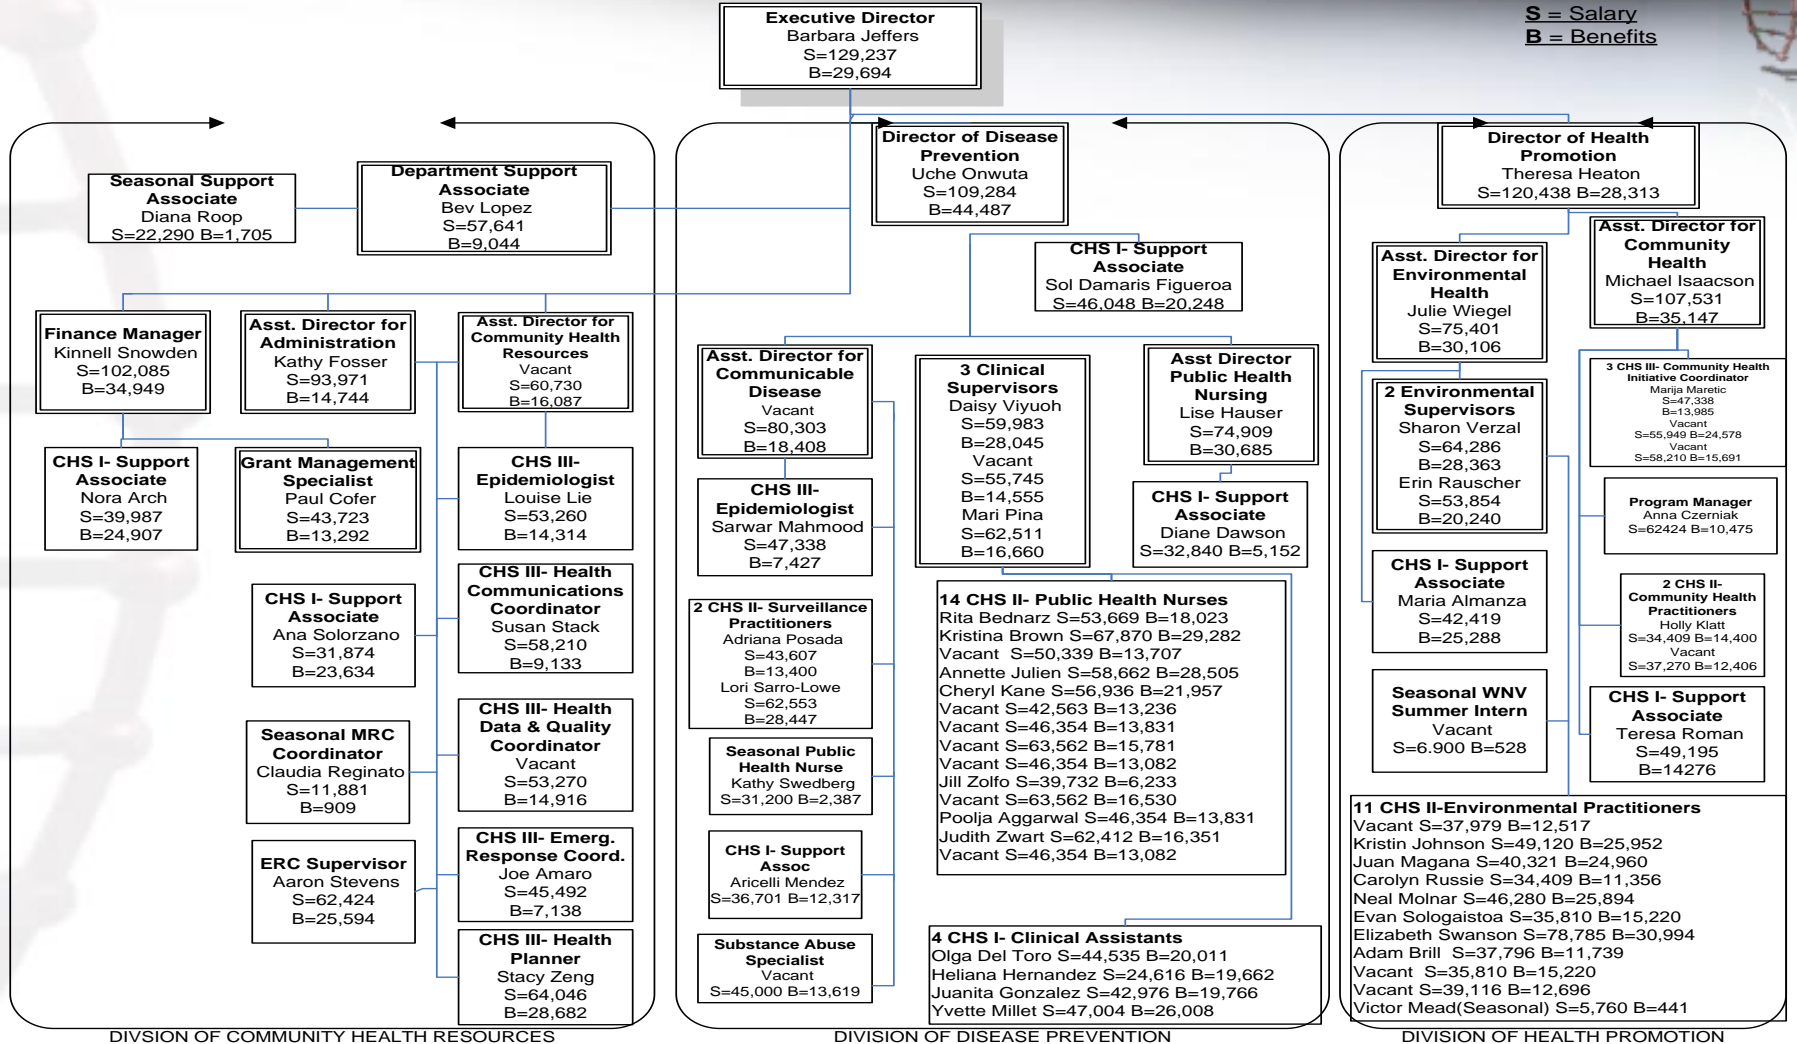 Executive Director
Barbara Jeffers
S=129,237
B=29,694
S = Salary
B = Benefits
Seasonal Support
Associate
Diana Roop
S=22,290 B=1,705
Department Support
Associate
Bev Lopez
S=57,641
B=9,044
Finance Manager
Kinnell Snowden
S=102,085
B=34,949
Asst. Director for
Administration
Kathy Fosser
S=93,971
B=14,744
Asst. Director for
Community Health
Resources
Vacant
S=60,730
B=16,087
CHS I- Support
Associate
Nora Arch
S=39,987
B=24,907
Grant Management
Specialist
Paul Cofer
S=43,723
B=13,292
CHS III-
Epidemiologist
Louise Lie
S=53,260
B=14,314
CHS I- Support
Associate
Ana Solorzano
S=31,874
B=23,634
CHS III- Health
Communications
Coordinator
Susan Stack
S=58,210
B=9,133
Seasonal MRC
Coordinator
Claudia Reginato
S=11,881
B=909
CHS III- Health
Data & Quality
Coordinator
Vacant
S=53,270
B=14,916
ERC Supervisor
Aaron Stevens
S=62,424
B=25,594
CHS III- Emerg.
Response Coord.
Joe Amaro
S=45,492
B=7,138
CHS III- Health
Planner
Stacy Zeng
S=64,046
B=28,682
DIVSION OF COMMUNITY HEALTH RESOURCES
Director of Disease
Prevention
Uche Onwuta
S=109,284
B=44,487
CHS I- Support
Associate
Sol Damaris Figueroa
S=46,048 B=20,248
Asst. Director for
Communicable
Disease
Vacant
S=80,303
B=18,408
3 Clinical
Supervisors
Daisy Viyuoh
S=59,983
B=28,045
Vacant
S=55,745
B=14,555
Mari Pina
S=62,511
B=16,660
Asst Director
Public Health
Nursing
Lise Hauser
S=74,909
B=30,685
CHS III-
Epidemiologist
Sarwar Mahmood
S=47,338
B=7,427
CHS I- Support
Associate
Diane Dawson
S=32,840 B=5,152
2 CHS II- Surveillance
Practitioners
Adriana Posada
S=43,607
B=13,400
Lori Sarro-Lowe
S=62,553
B=28,447
Seasonal Public
Health Nurse
Kathy Swedberg
S=31,200 B=2,387
CHS I- Support
Assoc
Aricelli Mendez
S=36,701 B=12,317
Substance Abuse
Specialist
Vacant
S=45,000 B=13,619
14 CHS II- Public Health Nurses
Rita Bednarz S=53,669 B=18,023
Kristina Brown S=67,870 B=29,282
Vacant S=50,339 B=13,707
Annette Julien S=58,662 B=28,505
Cheryl Kane S=56,936 B=21,957
Vacant S=42,563 B=13,236
Vacant S=46,354 B=13,831
Vacant S=63,562 B=15,781
Vacant S=46,354 B=13,082
Jill Zolfo S=39,732 B=6,233
Vacant S=63,562 B=16,530
Poolja Aggarwal S=46,354 B=13,831
Judith Zwart S=62,412 B=16,351
Vacant S=46,354 B=13,082
4 CHS I- Clinical Assistants
Olga Del Toro S=44,535 B=20,011
Heliana Hernandez S=24,616 B=19,662
Juanita Gonzalez S=42,976 B=19,766
Yvette Millet S=47,004 B=26,008
DIVISION OF DISEASE PREVENTION
Director of Health
Promotion
Theresa Heaton
S=120,438 B=28,313
Asst. Director for
Environmental
Health
Julie Wiegel
S=75,401
B=30,106
Asst. Director for
Community
Health
Michael Isaacson
S=107,531
B=35,147
2 Environmental
Supervisors
Sharon Verzal
S=64,286
B=28,363
Erin Rauscher
S=53,854
B=20,240
3 CHS III- Community Health
Initiative Coordinator
Marija Maretic
S=47,338
B=13,985
Vacant
S=55,949 B=24,578
Vacant
S=58,210 B=15,691
Program Manager
Anna Czerniak
S=62424 B=10,475
CHS I- Support
Associate
Maria Almanza
S=42,419
B=25,288
2 CHS II-
Community Health
Practitioners
Holly Klatt
S=34,409 B=14,400
Vacant
S=37,270 B=12,406
Seasonal WNV
Summer Intern
Vacant
S=6.900 B=528
CHS I- Support
Associate
Teresa Roman
S=49,195
B=14276
11 CHS II-Environmental Practitioners
Vacant S=37,979 B=12,517
Kristin Johnson S=49,120 B=25,952
Juan Magana S=40,321 B=24,960
Carolyn Russie S=34,409 B=11,356
Neal Molnar S=46,280 B=25,894
Evan Sologaistoa S=35,810 B=15,220
Elizabeth Swanson S=78,785 B=30,994
Adam Brill S=37,796 B=11,739
Vacant S=35,810 B=15,220
Vacant S=39,116 B=12,696
Victor Mead(Seasonal) S=5,760 B=441
DIVISION OF HEALTH PROMOTION